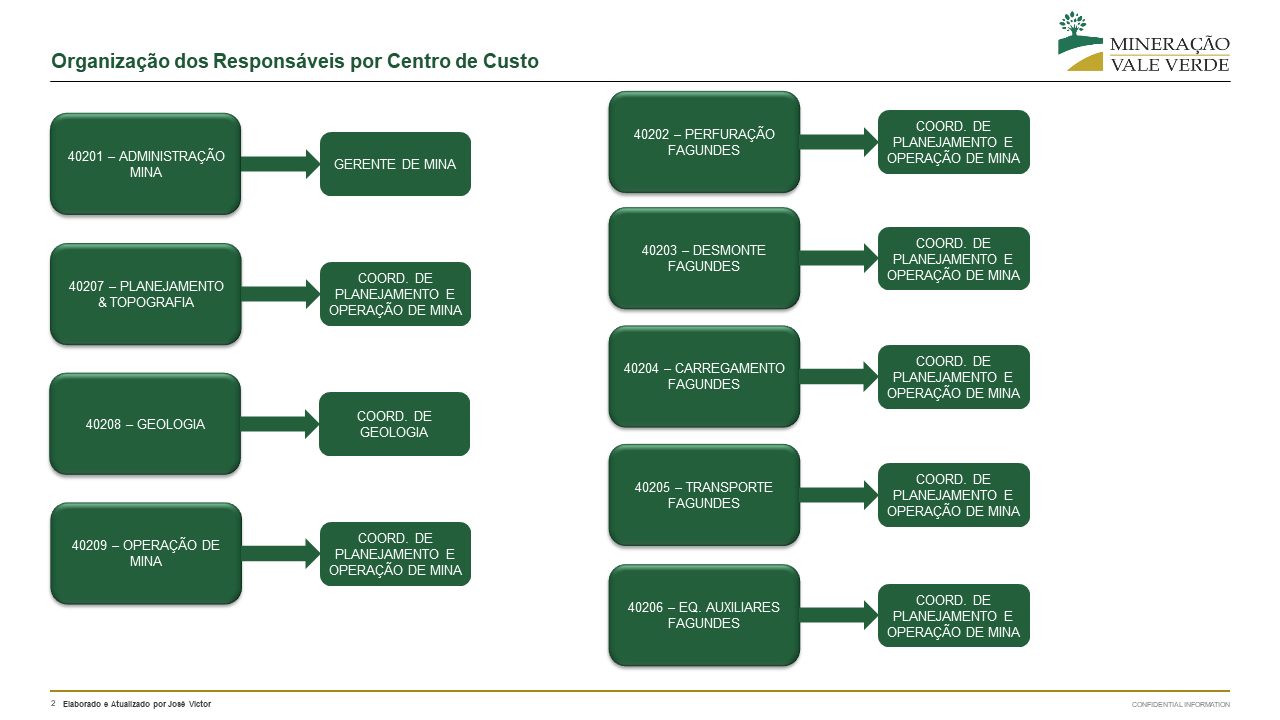 Organização dos Responsáveis por Centro de Custo
MINERAÇÃO
VALE VERDE
40201 – ADMINISTRAÇÃO
MINA
GERENTE DE MINA
40207 – PLANEJAMENTO
& TOPOGRAFIA
COORD. DE
PLANEJAMENTO E
OPERAÇÃO DE MINA
40208 – GEOLOGIA
COORD. DE
GEOLOGIA
40209 – OPERAÇÃO DE
MINA
COORD. DE
PLANEJAMENTO E
OPERAÇÃO DE MINA
40202 – PERFURAÇÃO
FAGUNDES
COORD. DE
PLANEJAMENTO E
OPERAÇÃO DE MINA
40203 – DESMONTE
FAGUNDES
COORD. DE
PLANEJAMENTO E
OPERAÇÃO DE MINA
40204 – CARREGAMENTO
FAGUNDES
COORD. DE
PLANEJAMENTO E
OPERAÇÃO DE MINA
40205 – TRANSPORTE
FAGUNDES
COORD. DE
PLANEJAMENTO E
OPERAÇÃO DE MINA
40206 – EQ. AUXILIARES
FAGUNDES
COORD. DE
PLANEJAMENTO E
OPERAÇÃO DE MINA
2 Elaborado e Atualizado por José Victor
CONFIDENTIAL INFORMATION